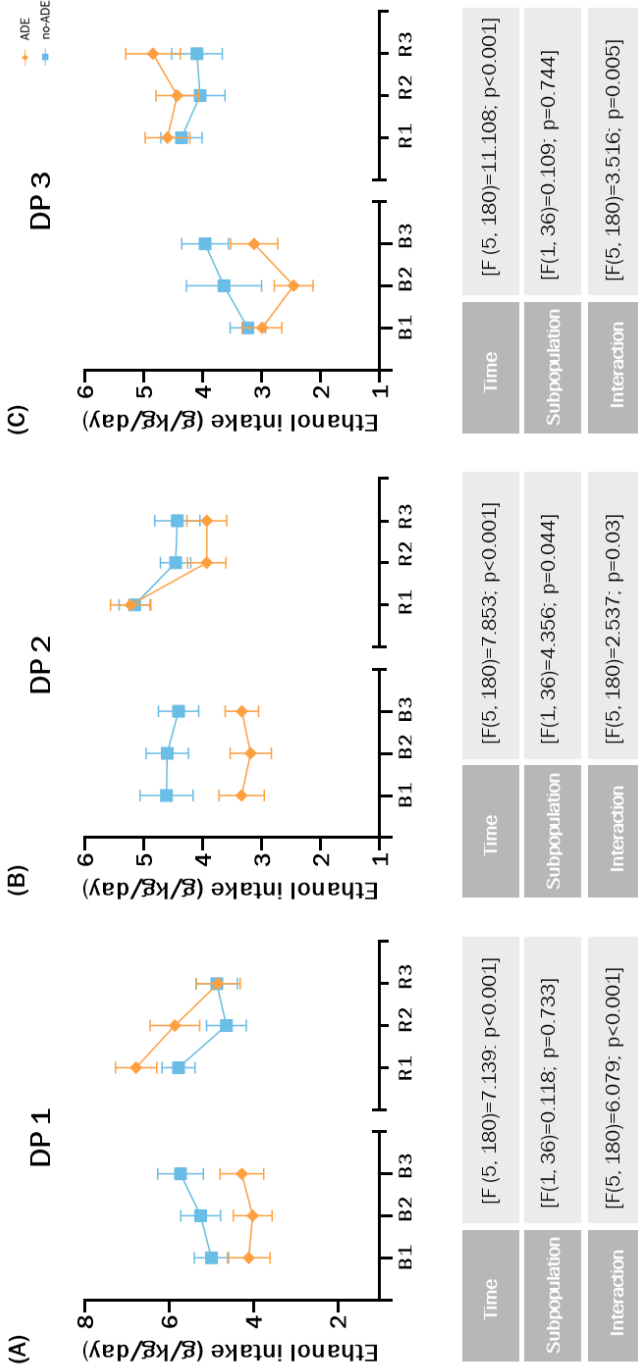 ADE
no-ADE
(A)
DP 1
Ethanol intake (g/kg/day)
8
6
4
2
B1 B2 B3 R1 R2 R3
Time [F (5, 180)=7.139; p<0.001]
Subpopulation [F(1, 36)=0.118; p=0.733]
Interaction [F(5, 180)=6.079; p<0.001]
(B)
DP 2
Ethanol intake (g/kg/day)
6
5
4
3
2
1
B1 B2 B3 R1 R2 R3
Time [F(5, 180)=7.853; p<0.001]
Subpopulation [F(1, 36)=4.356; p=0.044]
Interaction [F(5, 180)=2.537; p=0.03]
(C)
DP 3
Ethanol intake (g/kg/day)
6
5
4
3
2
1
B1 B2 B3 R1 R2 R3
Time [F(5, 180)=11.108; p<0.001]
Subpopulation [F(1, 36)=0.109; p=0.744]
Interaction [F(5, 180)=3.516; p=0.005]